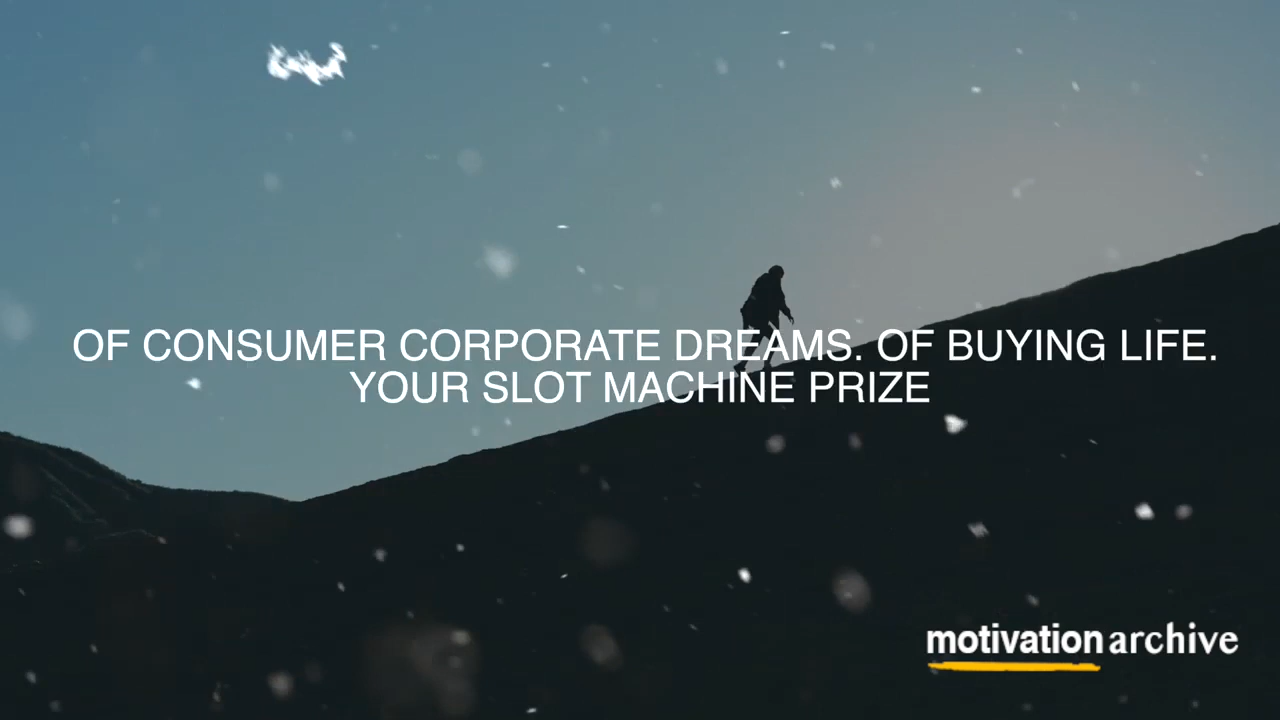 OF CONSUMER CORPORATE DREAMS. OF BUYING LIFE.
YOUR SLOT MACHINE PRIZE
motivation archive